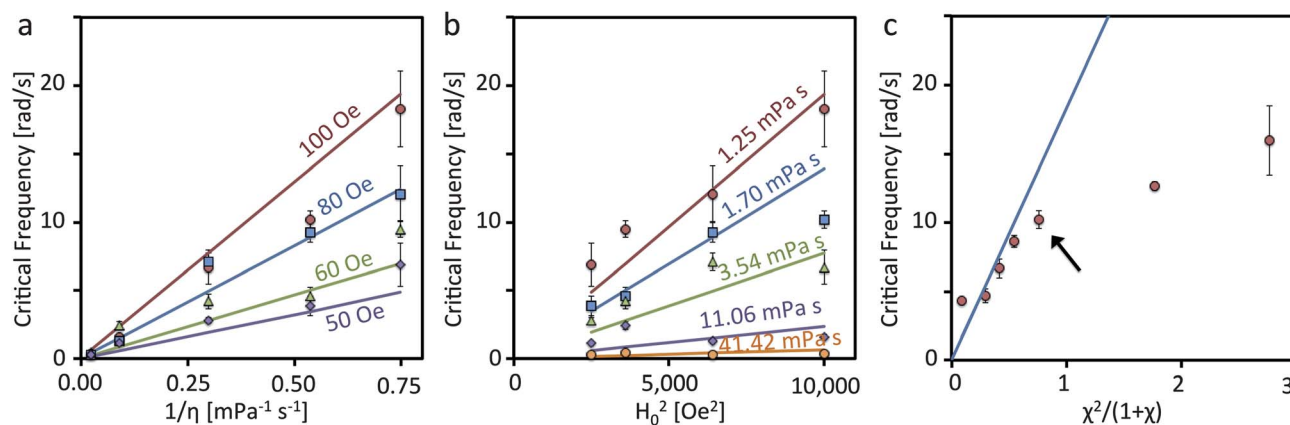 a
Critical Frequency [rad/s]
20
10
0
100 Oe
80 Oe
60 Oe
50 Oe
0.00
0.25
0.50
0.75
1/η [mPa⁻¹ s⁻¹]
b
Critical Frequency [rad/s]
20
10
0
1.25 mPa s
1.70 mPa s
3.54 mPa s
11.06 mPa s
41.42 mPa s
0
5,000
10,000
H₀² [Oe²]
c
Critical Frequency [rad/s]
20
10
0
0
1
2
3
χ²/(1+χ)